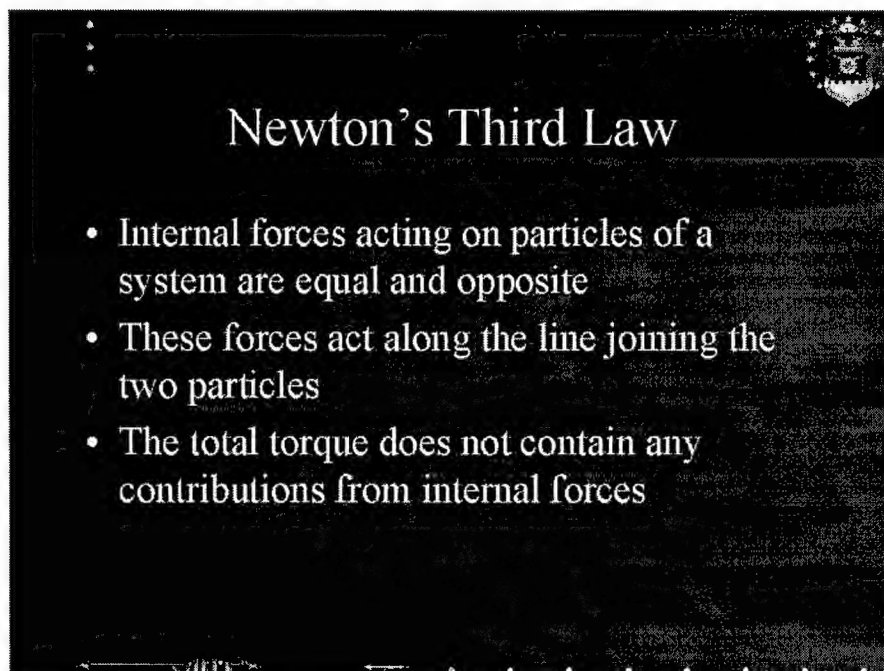 Newton's Third Law
• Internal forces acting on particles of a
system are equal and opposite
• These forces act along the line joining the
two particles
• The total torque does not contain any
contributions from internal forces